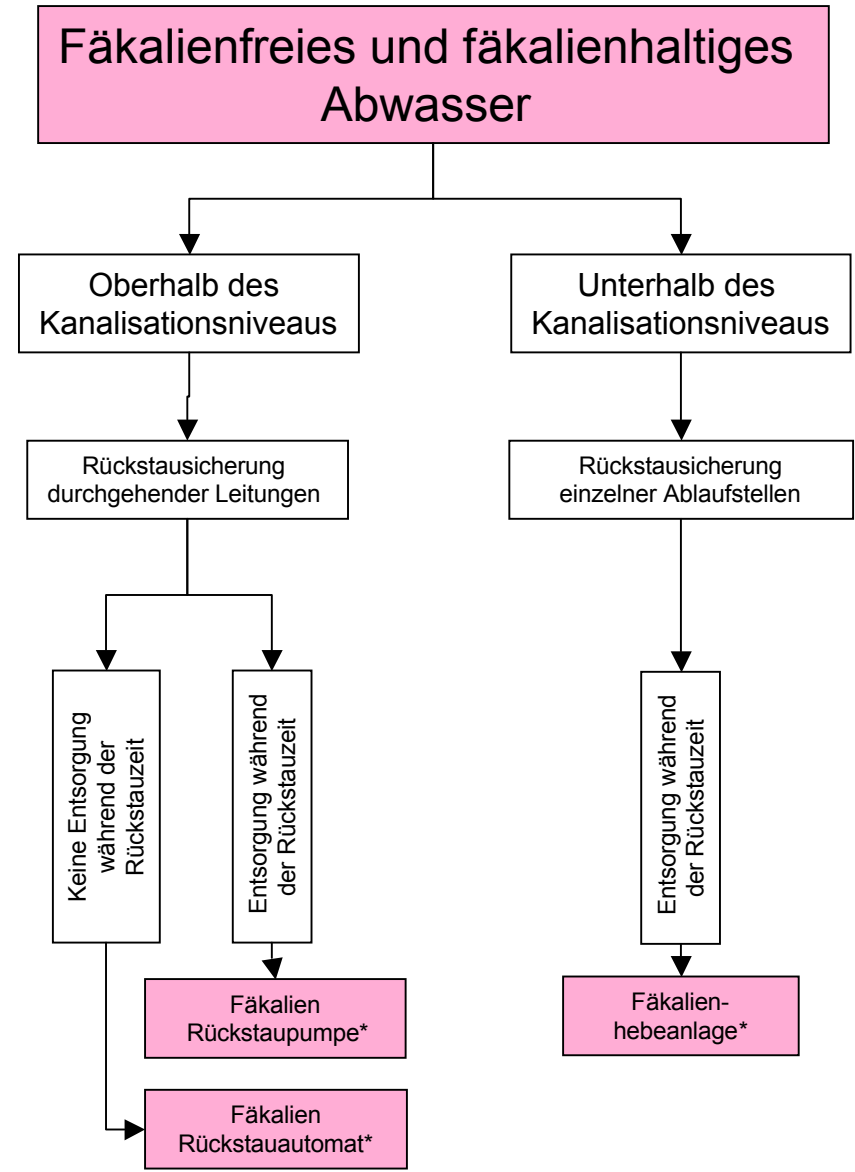 Fäkalienfreies und fäkalienhaltiges
Abwasser
Oberhalb des
Kanalisationsniveaus
Unterhalb des
Kanalisationsniveaus
Rückstausicherung
durchgehender Leitungen
Rückstausicherung
einzelner Ablaufstellen
Keine Entsorgung
während der
Rückstauzeit
Entsorgung während
der Rückstauzeit
Entsorgung während
der Rückstauzeit
Fäkalien
Rückstaupumpe*
Fäkalien-
hebeanlage*
Fäkalien
Rückstauautomat*